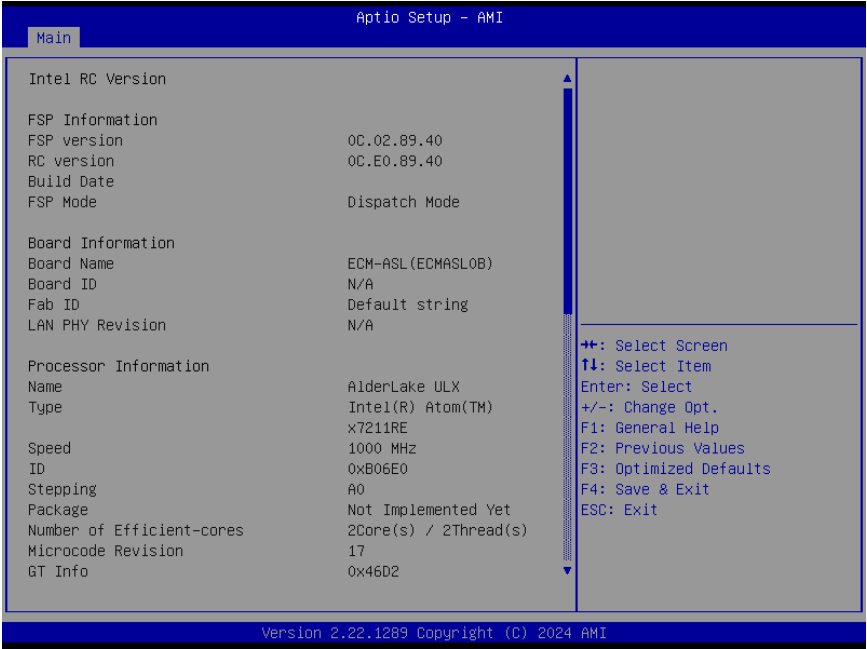 Aptio Setup – AMI
Main
Intel RC Version
FSP Information
FSP version 0C.02.89.40
RC version 0C.E0.89.40
Build Date
FSP Mode Dispatch Mode
Board Information
Board Name ECM-ASL(ECMASLOB)
Board ID N/A
Fab ID Default string
LAN PHY Revision N/A
Processor Information
Name AlderLake ULX
Type Intel(R) Atom(TM)
x7211RE
Speed 1000 MHz
ID 0xB06E0
Stepping A0
Package Not Implemented Yet
Number of Efficient-cores 2Core(s) / 2Thread(s)
Microcode Revision 17
GT Info 0x46D2
→←: Select Screen
↑↓: Select Item
Enter: Select
+/-: Change Opt.
F1: General Help
F2: Previous Values
F3: Optimized Defaults
F4: Save & Exit
ESC: Exit
Version 2.22.1289 Copyright (C) 2024 AMI